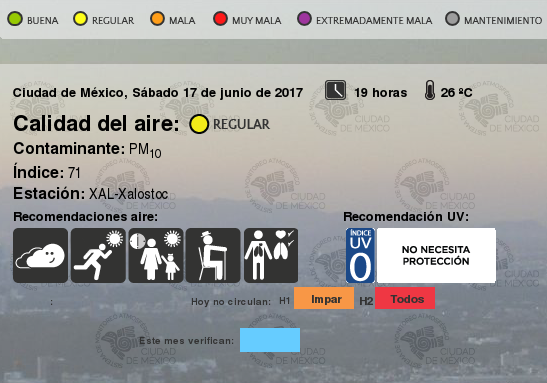 BUENA REGULAR MALA MUY MALA EXTREMADAMENTE MALA MANTENIMIENTO
Ciudad de México, Sábado 17 de junio de 2017 19 horas 26 ºC
Calidad del aire: REGULAR
Contaminante: PM10
Índice: 71
Estación: XAL-Xalostoc
Recomendaciones aire: Recomendación UV:
ÍNDICE
UV
0
NO NECESITA
PROTECCIÓN
: Hoy no circulan: H1 Impar H2 Todos
Este mes verifican:
CIUDAD
DE MÉXICO